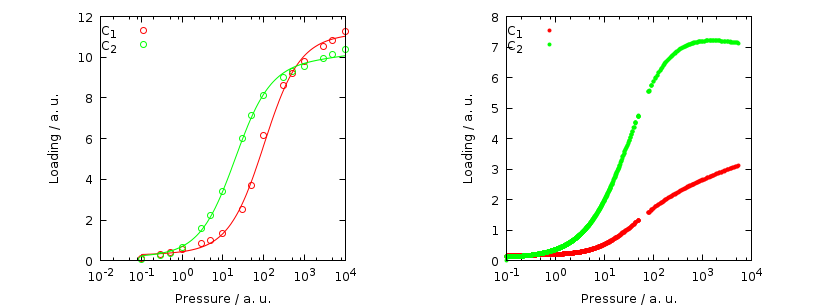 12
10
8
6
4
2
0
Loading / a. u.
C1
C2
10-2 10-1 100 101 102 103 104
Pressure / a. u.
8
7
6
5
4
3
2
1
0
Loading / a. u.
C1
C2
10-1 100 101 102 103 104
Pressure / a. u.